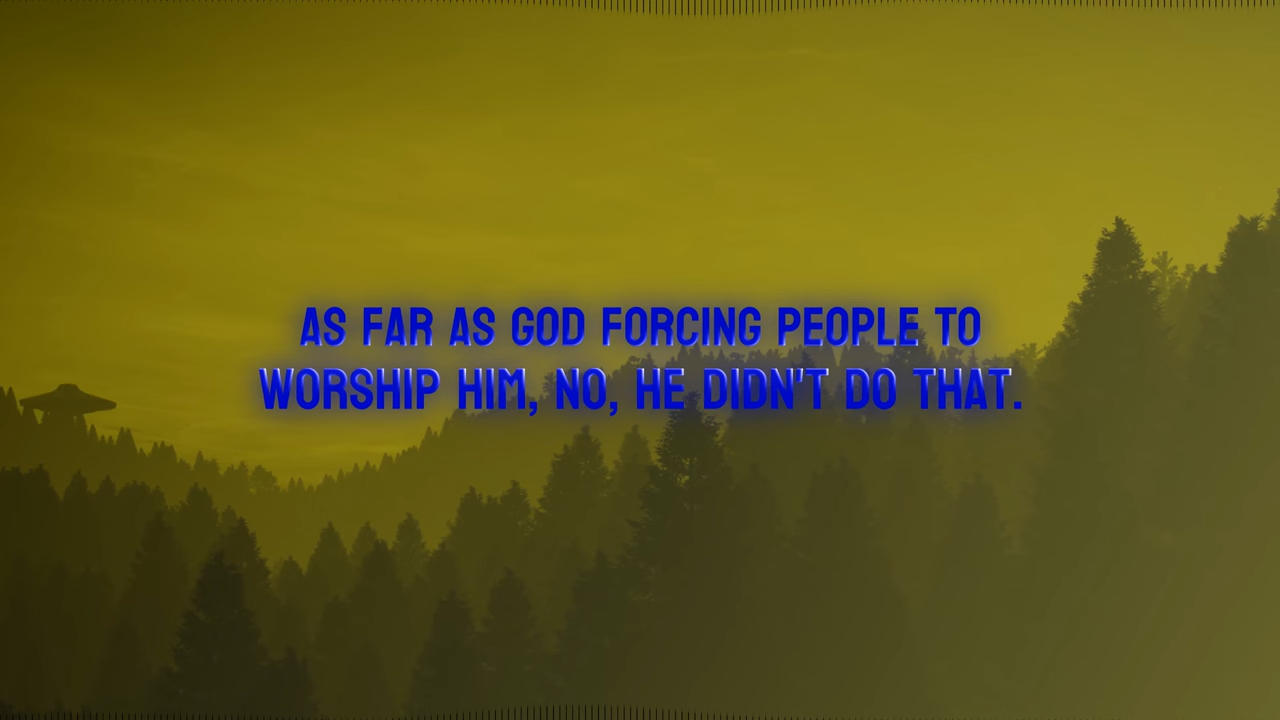 AS FAR AS GOD FORCING PEOPLE TO
WORSHIP HIM, NO, HE DIDN'T DO THAT.